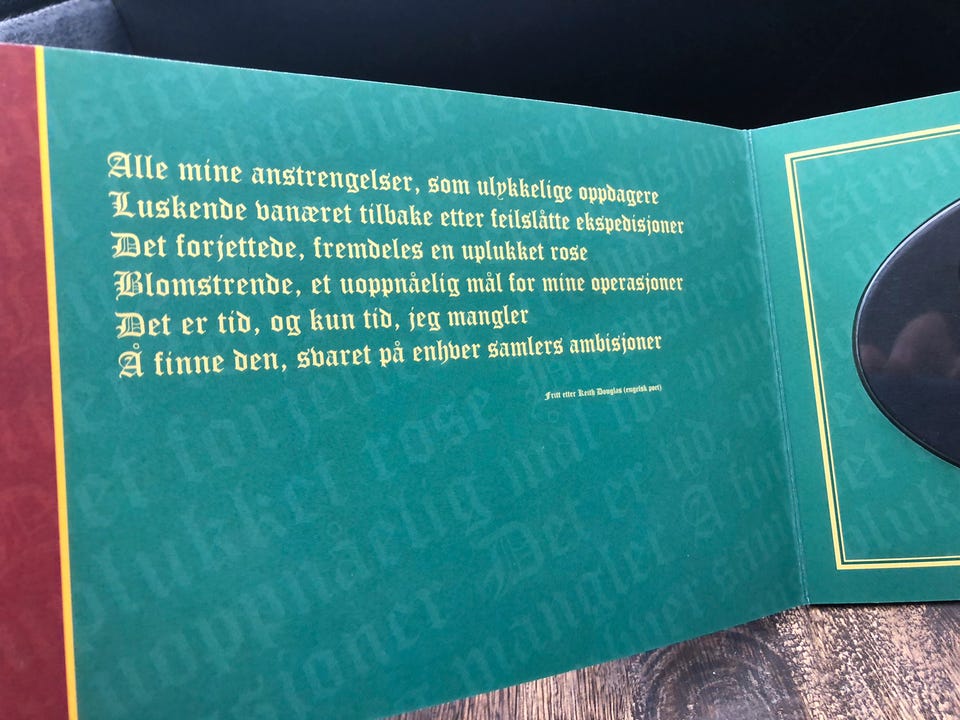 Alle mine anstrengelser, som ulykkelige oppdagere
Luskende vanæret tilbake etter feilslåtte ekspedisjoner
Det forjettede, fremdeles en uplukket rose
Blomstrende, et uoppnåelig mål for mine operasjoner
Det er tid, og kun tid, jeg mangler
Å finne den, svaret på enhver samlers ambisjoner
Fritt etter Keith Douglas (engelsk poet)